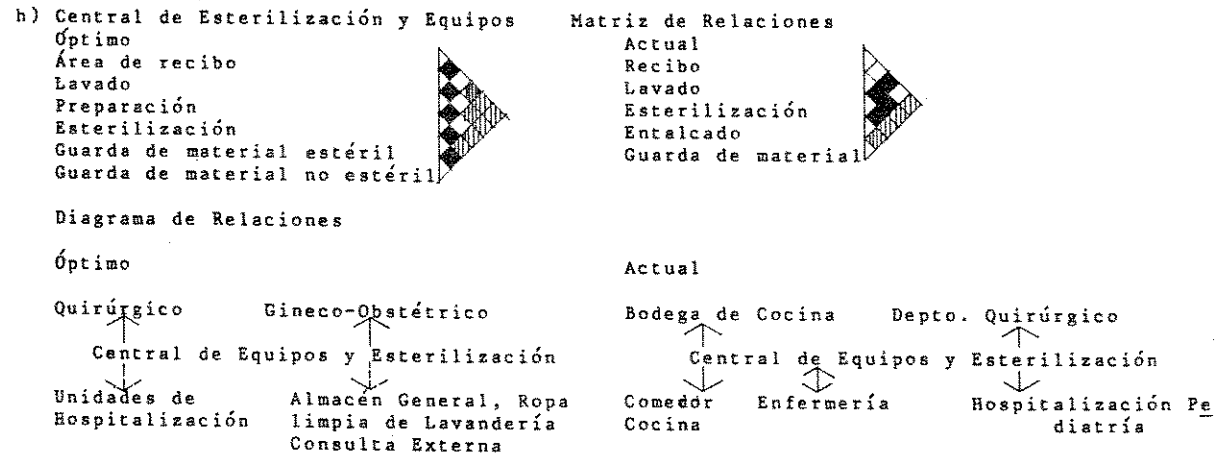 h) Central de Esterilización y Equipos Matriz de Relaciones
Óptimo Actual
Área de recibo Recibo
Lavado Lavado
Preparación Esterilización
Esterilización Entalcado
Guarda de material estéril Guarda de material
Guarda de material no estéril
Diagrama de Relaciones
Óptimo Actual
Quirúrgico Gineco-Obstétrico Bodega de Cocina Depto. Quirúrgico
Central de Equipos y Esterilización Central de Equipos y Esterilización
Unidades de Almacén General, Ropa Comedor Enfermería Hospitalización Pe
Hospitalización limpia de Lavandería Cocina diatría
Consulta Externa